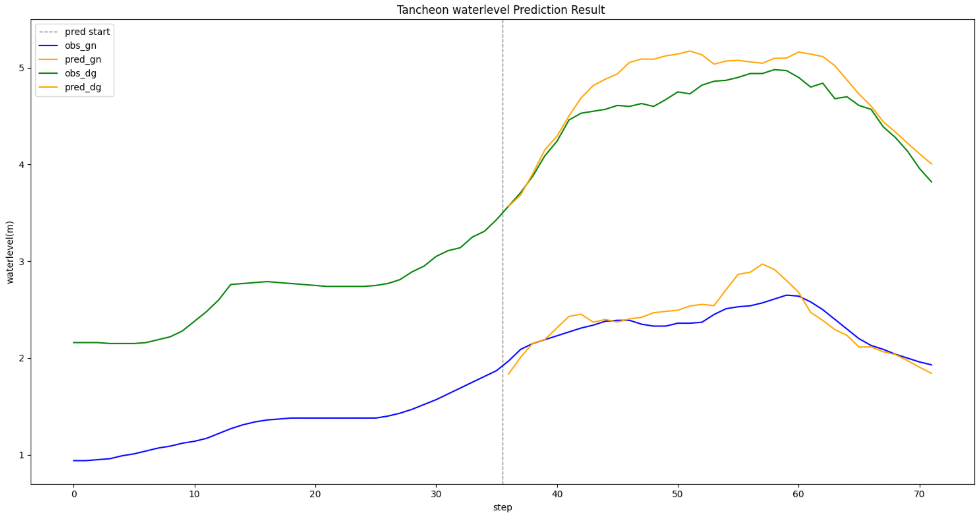 Tancheon waterlevel Prediction Result
pred start
obs_gn
pred_gn
obs_dg
pred_dg
waterlevel(m)
5
4
3
2
1
0 10 20 30 40 50 60 70
step